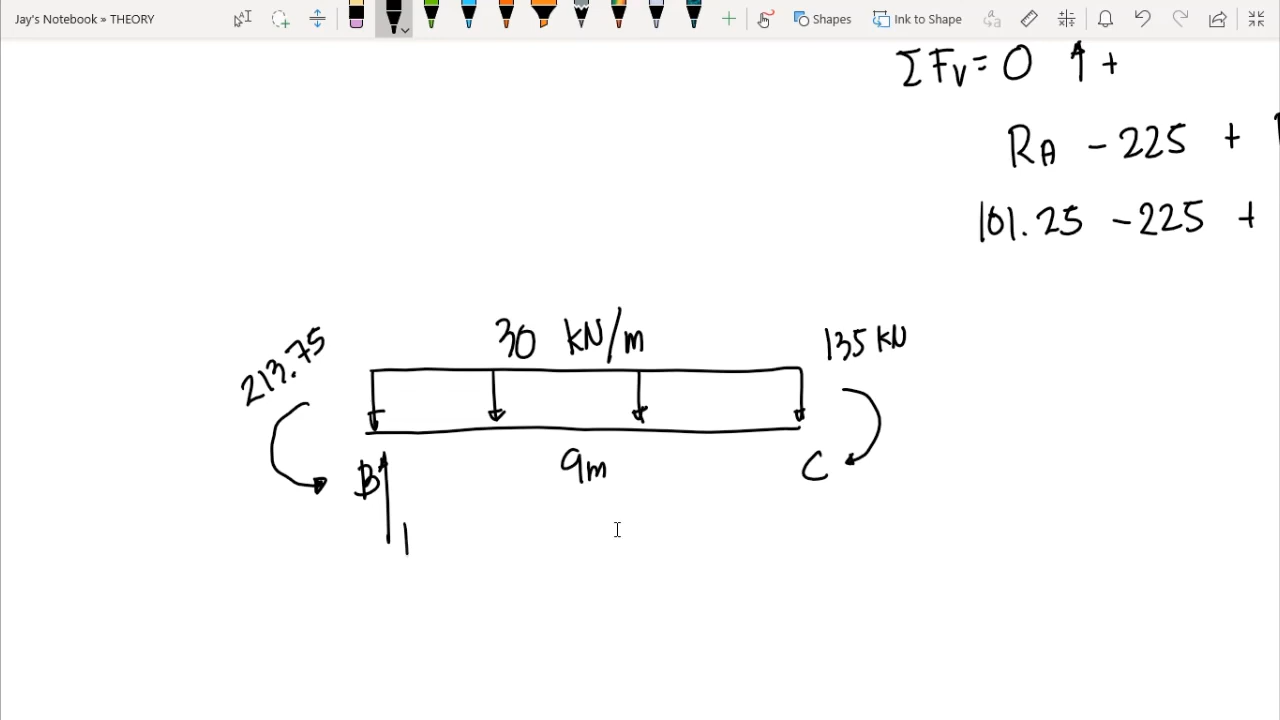 Jay's Notebook » THEORY
Shapes
Ink to Shape
ΣFv = 0 ↑ +
RA - 225 +
101.25 - 225 +
213.75
30 kN/m
135 kN
B
9m
C